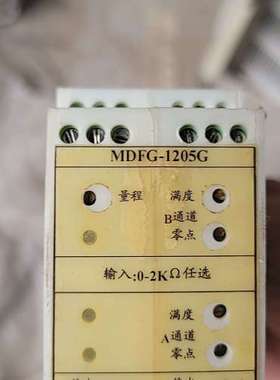 MDFG-1205G
量程 满度
B通道
零点
输入:0-2KΩ任选
满度
A通道
零点